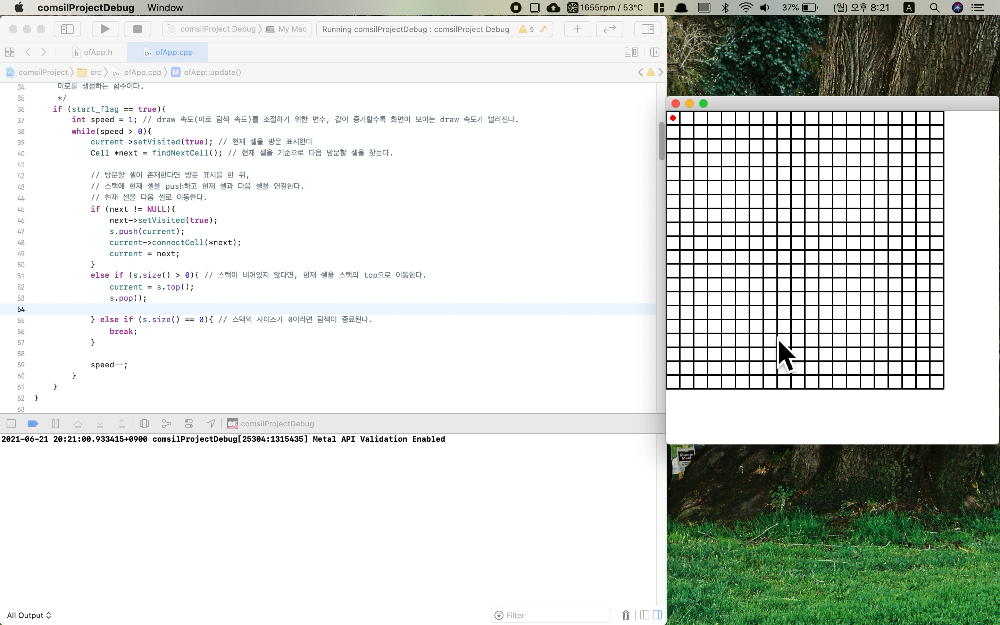 comsilProjectDebug Window 1655rpm / 53°C 37% (월) 오후 8:21 A
comsilProject Debug 〉 My Mac Running comsilProjectDebug : comsilProject Debug 9
h ofApp.h C++ ofApp.cpp
comsilProject 〉 src 〉 C++ ofApp.cpp 〉 M ofApp::update()
34 미로를 생성하는 함수이다.
35 */
36 if (start_flag == true){
37 int speed = 1; // draw 속도(미로 탐색 속도)를 조절하기 위한 변수, 값이 증가할수록 화면이 보이는 draw 속도가 빨라진다.
38 while(speed > 0){
39 current->setVisited(true); // 현재 셀을 방문 표시한다
40 Cell *next = findNextCell(); // 현재 셀을 기준으로 다음 방문할 셀을 찾는다.
41
42 // 방문할 셀이 존재한다면 방문 표시를 한 뒤,
43 // 스택에 현재 셀을 push하고 현재 셀과 다음 셀을 연결한다.
44 // 현재 셀을 다음 셀로 이동한다.
45 if (next != NULL){
46 next->setVisited(true);
47 s.push(current);
48 current->connectCell(*next);
49 current = next;
50 }
51 else if (s.size() > 0){ // 스택이 비어있지 않다면, 현재 셀을 스택의 top으로 이동한다.
52 current = s.top();
53 s.pop();
54
55 } else if (s.size() == 0){ // 스택의 사이즈가 0이라면 탐색이 종료된다.
56 break;
57 }
58
59 speed--;
60 }
61 }
62 }
63
comsilProjectDebug
2021-06-21 20:21:00.933415+0900 comsilProjectDebug[25304:1315435] Metal API Validation Enabled
Minute
Maid
All Output Filter